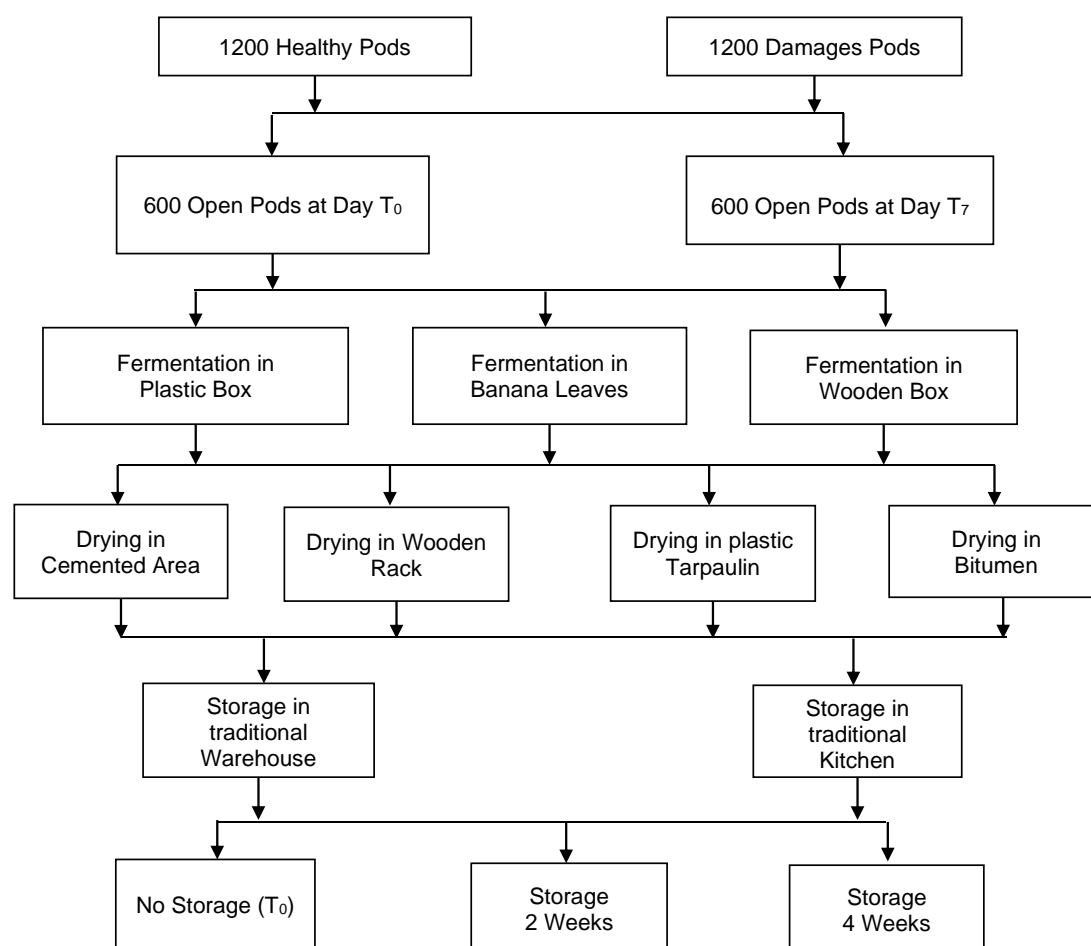 1200 Healthy Pods
1200 Damages Pods
600 Open Pods at Day T₀
600 Open Pods at Day T₇
Fermentation in
Plastic Box
Fermentation in
Banana Leaves
Fermentation in
Wooden Box
Drying in
Cemented Area
Drying in Wooden
Rack
Drying in plastic
Tarpaulin
Drying in
Bitumen
Storage in
traditional
Warehouse
Storage in
traditional
Kitchen
No Storage (T₀)
Storage
2 Weeks
Storage
4 Weeks